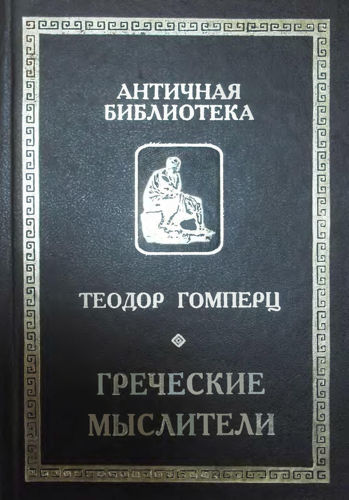 АНТИЧНАЯ
БИБЛИОТЕКА
ТЕОДОР ГОМПЕРЦ
ГРЕЧЕСКИЕ
МЫСЛИТЕЛИ